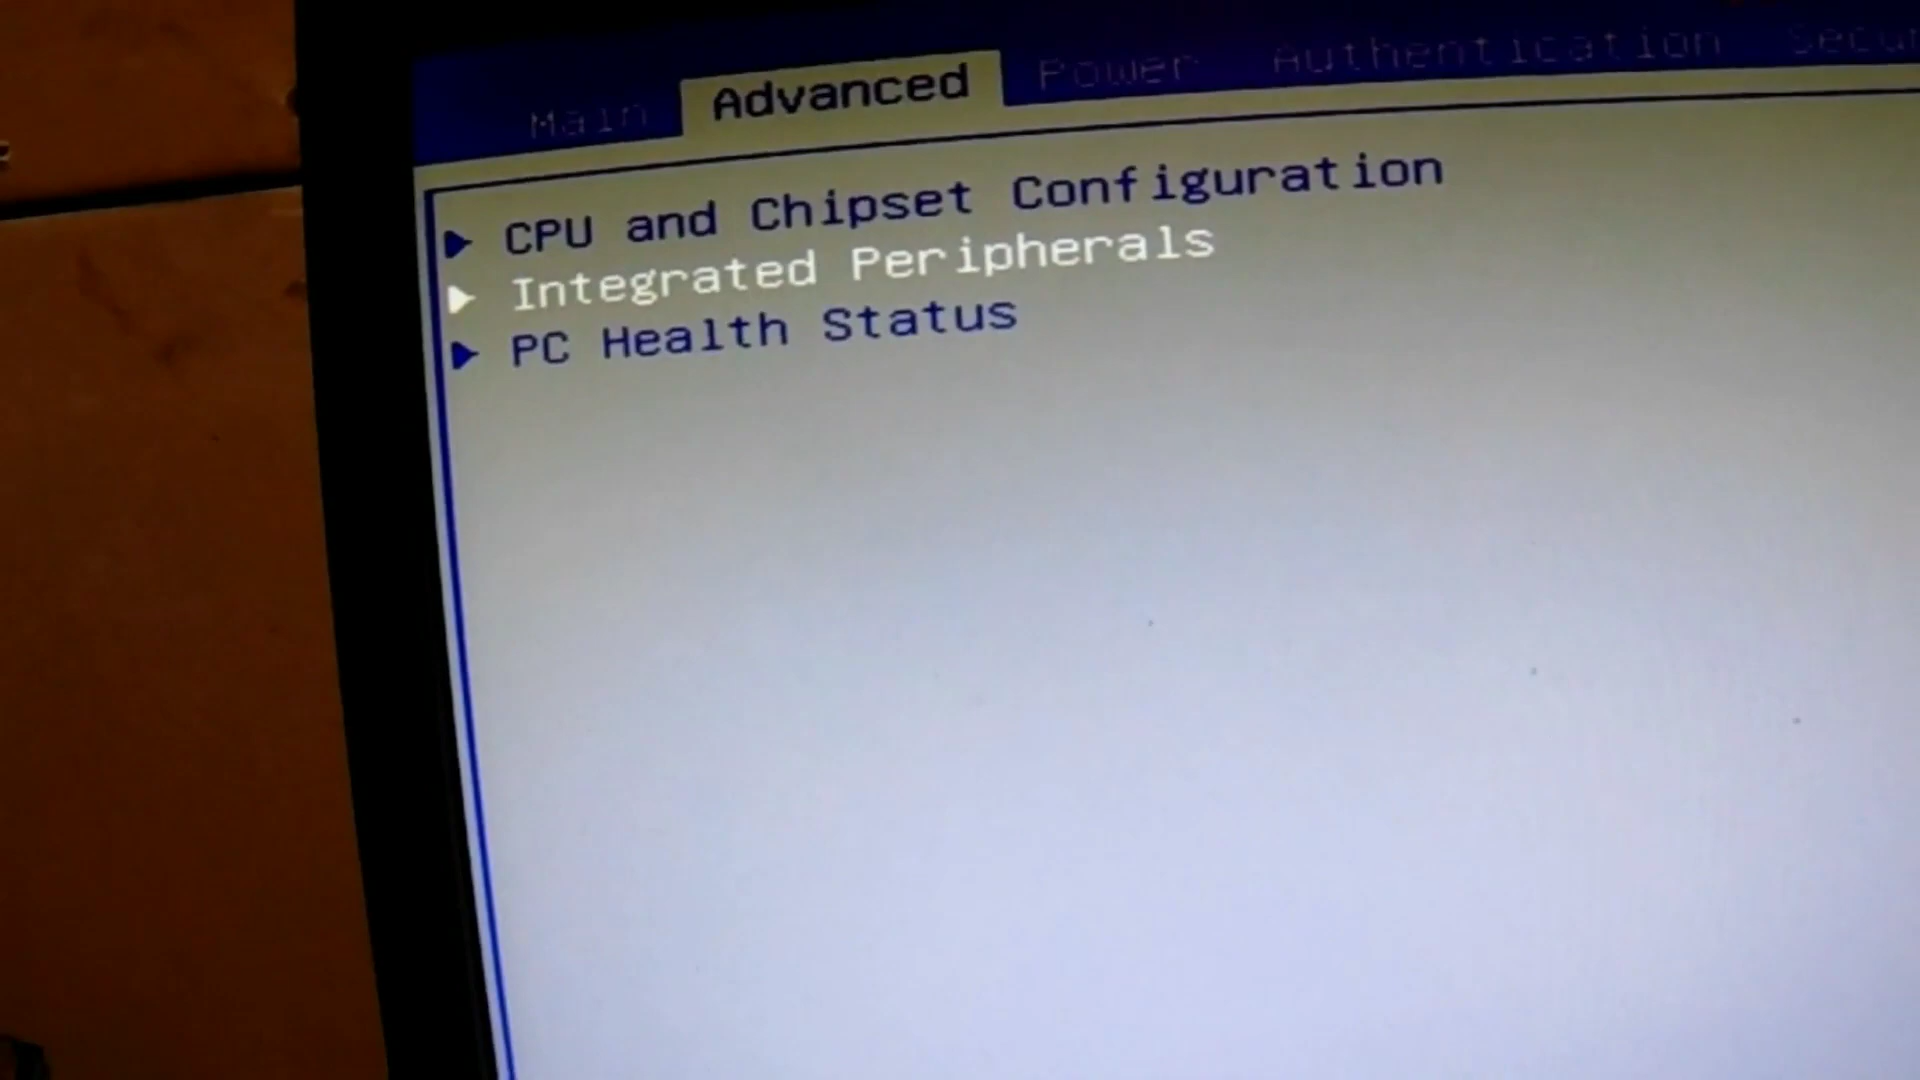 Main Advanced Power Authentication
CPU and Chipset Configuration
Integrated Peripherals
PC Health Status